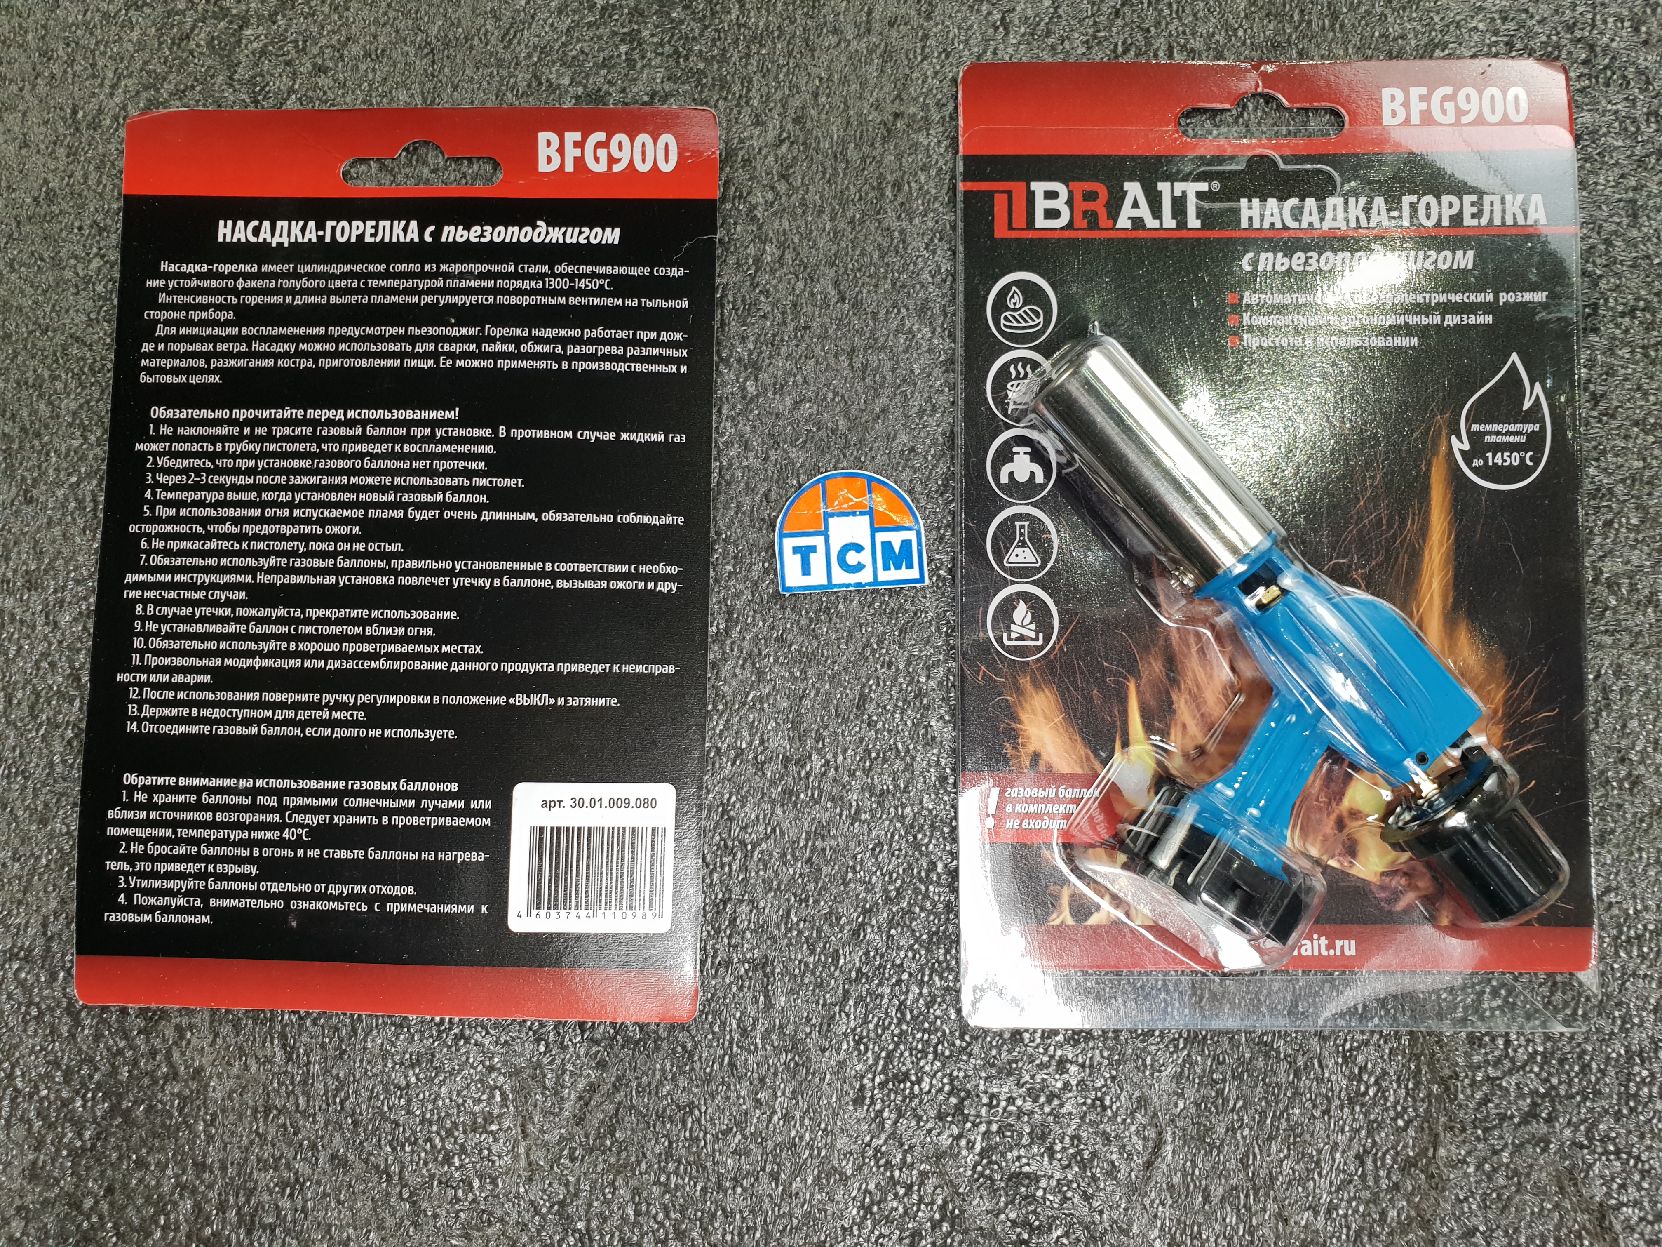 BFG900
НАСАДКА-ГОРЕЛКА с пьезоподжигом
Насадка-горелка имеет цилиндрическое сопло из жаропрочной стали, обеспечивающее созда-
ние устойчивого факела голубого цвета с температурой пламени порядка 1300-1450°С.
Интенсивность горения и длина вылета пламени регулируется поворотным вентилем на тыльной
стороне прибора.
Для инициации воспламенения предусмотрен пьезоподжиг. Горелка надежно работает при дож-
де и порывах ветра. Насадку можно использовать для сварки, пайки, обжига, разогрева различных
материалов, разжигания костра, приготовлении пищи. Ее можно применять в производственных и
бытовых целях.
Обязательно прочитайте перед использованием!
1. Не наклоняйте и не трясите газовый баллон при установке. В противном случае жидкий газ
может попасть в трубку пистолета, что приведет к воспламенению.
2. Убедитесь, что при установке газового баллона нет протечки.
3. Через 2-3 секунды после зажигания можете использовать пистолет.
4. Температура выше, когда установлен новый газовый баллон.
5. При использовании огня испускаемое пламя будет очень длинным, обязательно соблюдайте
осторожность, чтобы предотвратить ожоги.
6. Не прикасайтесь к пистолету, пока он не остыл.
7. Обязательно используйте газовые баллоны, правильно установленные в соответствии с необхо-
димыми инструкциями. Неправильная установка повлечет утечку в баллоне, вызывая ожоги и дру-
гие несчастные случаи.
8. В случае утечки, пожалуйста, прекратите использование.
9. Не устанавливайте баллон с пистолетом вблизи огня.
10. Обязательно используйте в хорошо проветриваемых местах.
11. Произвольная модификация или дизассемблирование данного продукта приведет к неисправ-
ности или аварии.
12. После использования поверните ручку регулировки в положение «ВЫКЛ» и затяните.
13. Держите в недоступном для детей месте.
14. Отсоедините газовый баллон, если долго не используете.
Обратите внимание на использование газовых баллонов
1. Не храните баллоны под прямыми солнечными лучами или
вблизи источников возгорания. Следует хранить в проветриваемом
помещении, температура ниже 40°С.
2. Не бросайте баллоны в огонь и не ставьте баллоны на нагрева-
тель, это приведет к взрыву.
3. Утилизируйте баллоны отдельно от других отходов.
4. Пожалуйста, внимательно ознакомьтесь с примечаниями к
газовым баллонам.
арт. 30.01.009.080
4 603744 110989
ТСМ
BFG900
BRAIT®
НАСАДКА-ГОРЕЛКА
с пьезоподжигом
Автоматический пьезоэлектрический розжиг
Компактный и эргономичный дизайн
Простота в использовании
температура
пламени
до 1450°С
! газовый баллон
в комплект
не входит
rait.ru